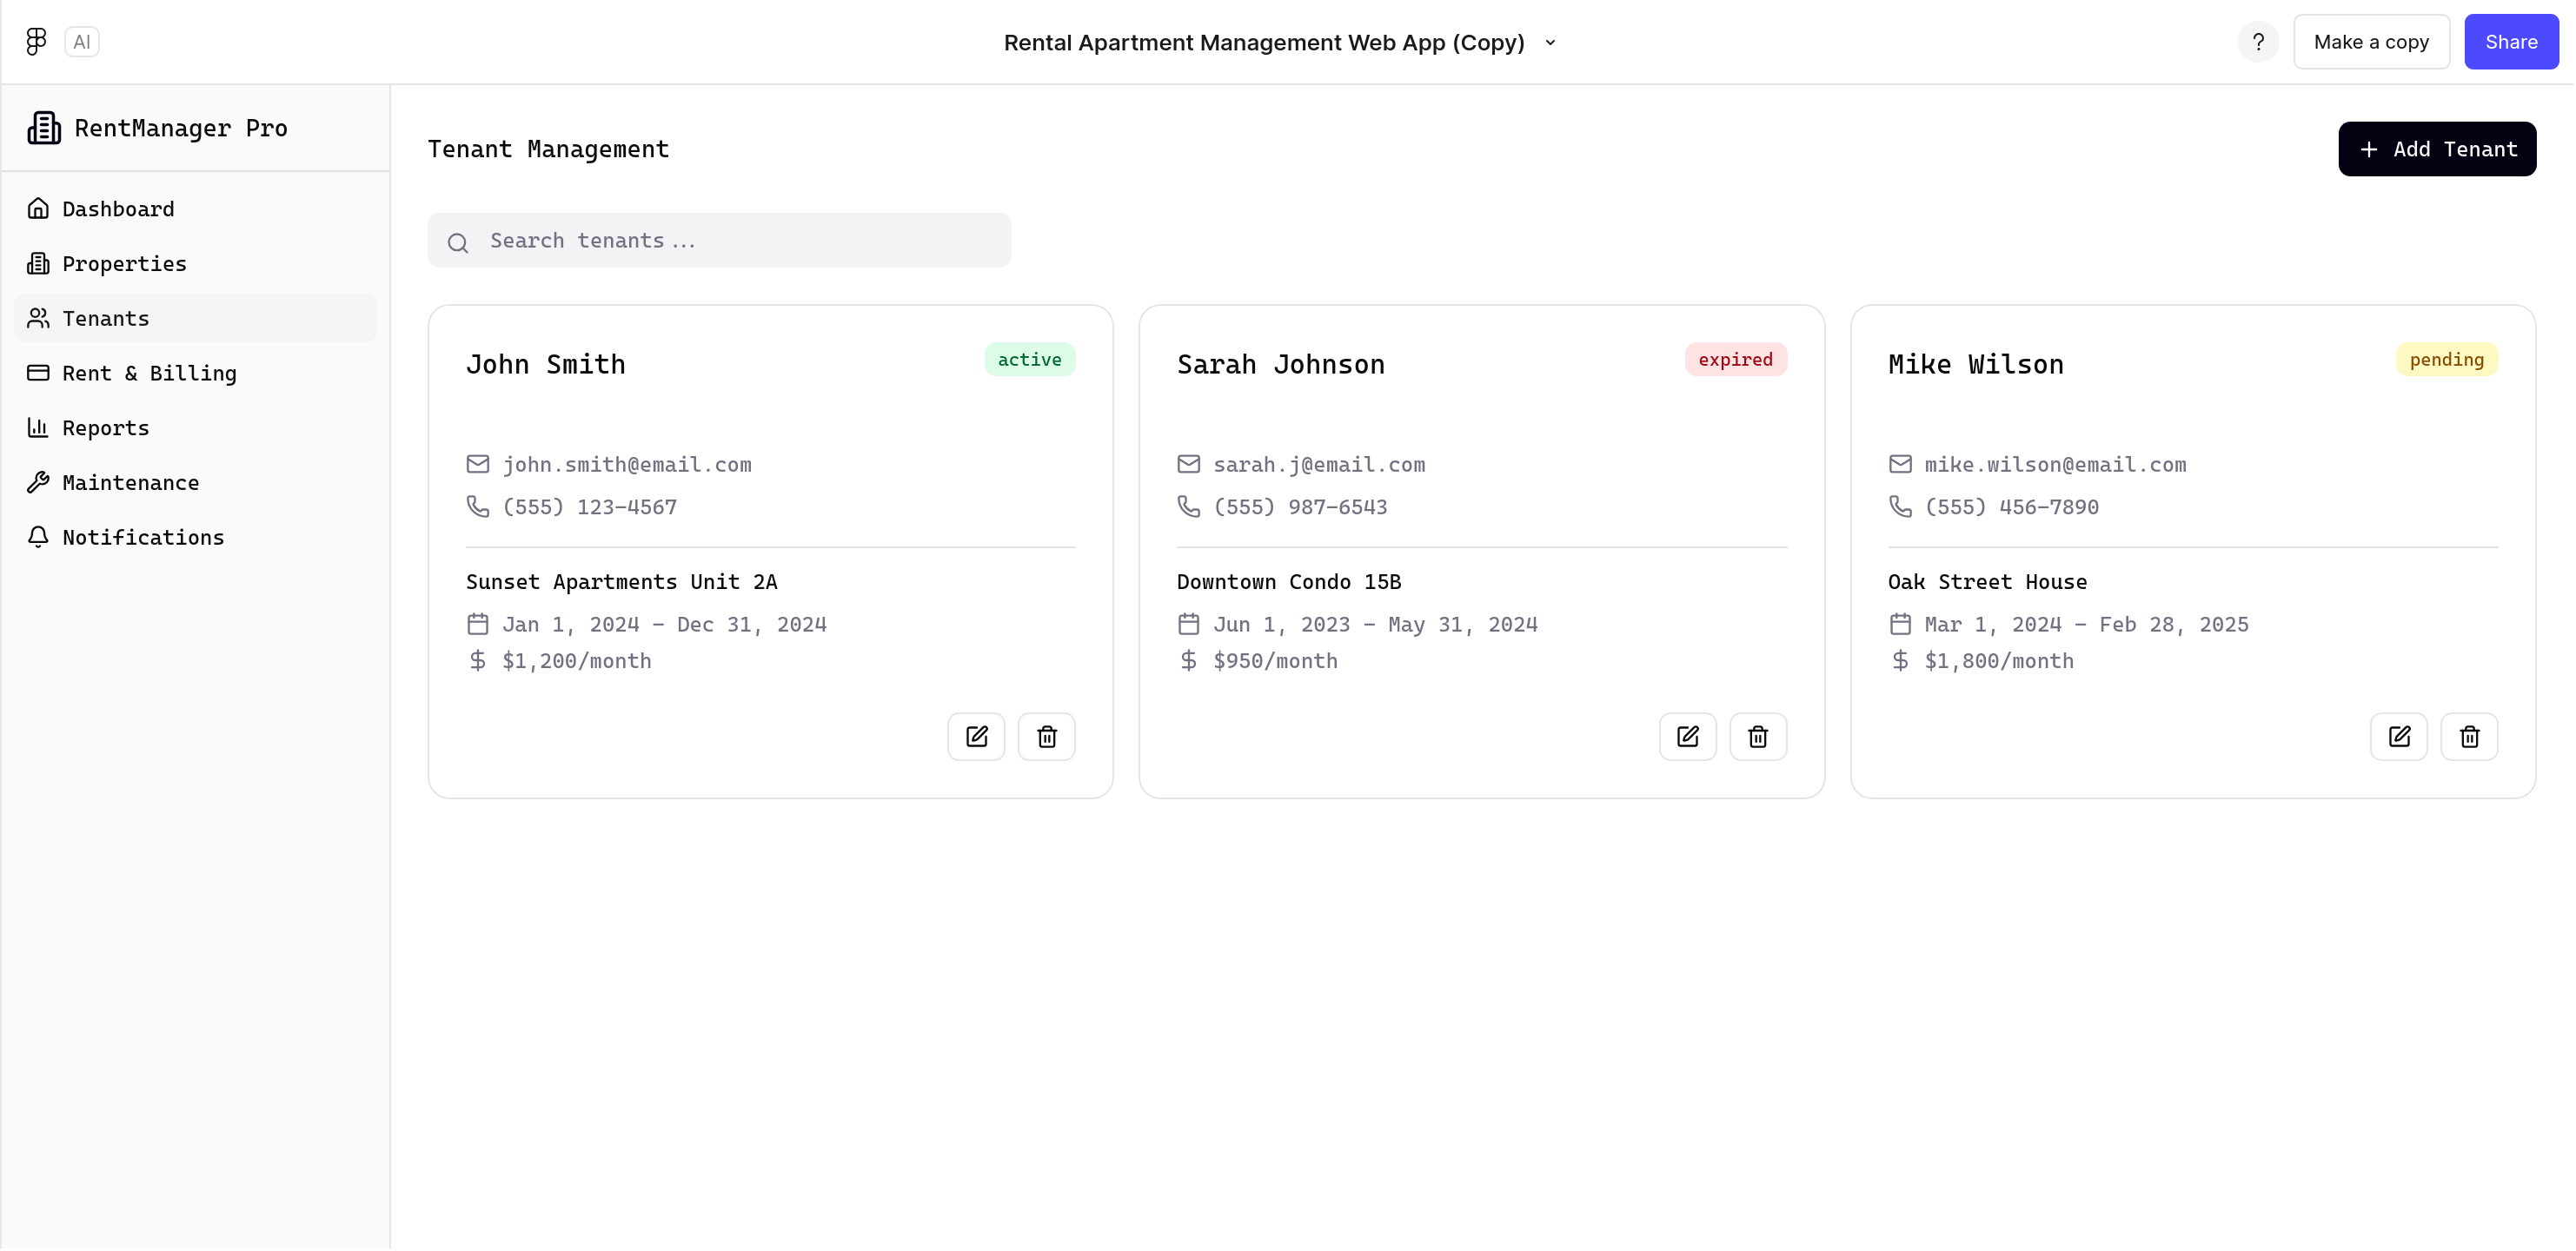 AI
Rental Apartment Management Web App (Copy)
?
Make a copy
Share
RentManager Pro
Dashboard
Properties
Tenants
Rent & Billing
Reports
Maintenance
Notifications
Tenant Management
+ Add Tenant
Search tenants...
John Smith
active
john.smith@email.com
(555) 123-4567
Sunset Apartments Unit 2A
Jan 1, 2024 - Dec 31, 2024
$ $1,200/month
Sarah Johnson
expired
sarah.j@email.com
(555) 987-6543
Downtown Condo 15B
Jun 1, 2023 - May 31, 2024
$ $950/month
Mike Wilson
pending
mike.wilson@email.com
(555) 456-7890
Oak Street House
Mar 1, 2024 - Feb 28, 2025
$ $1,800/month